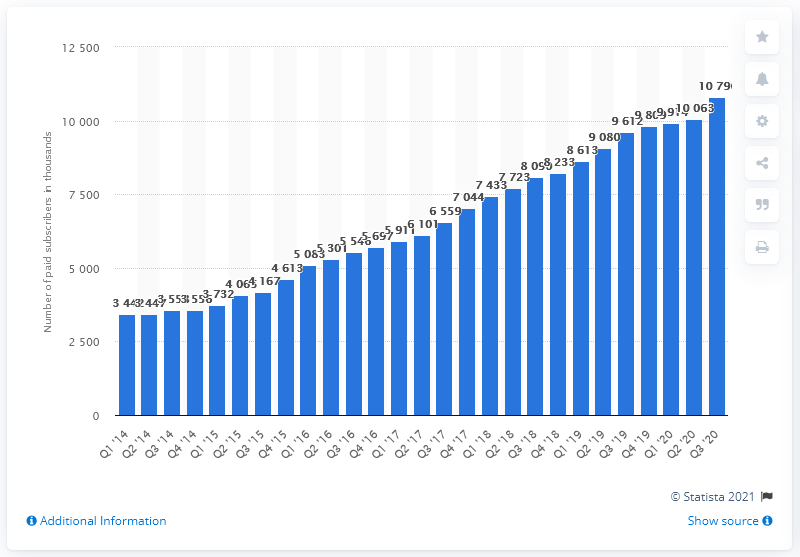 12 500
10 000
7 500
5 000
2 500
0
Number of paid subscribers in thousands
3 447
3 556
3 732
4 065
4 167
4 613
5 083
5 301
5 546
5 697
5 911
6 101
6 559
7 044
7 433
7 723
8 090
8 233
8 613
9 080
9 612
9 809
9 974
10 063
Q1 '14
Q2 '14
Q3 '14
Q4 '14
Q1 '15
Q2 '15
Q3 '15
Q4 '15
Q1 '16
Q2 '16
Q3 '16
Q4 '16
Q1 '17
Q2 '17
Q3 '17
Q4 '17
Q1 '18
Q2 '18
Q3 '18
Q4 '18
Q1 '19
Q2 '19
Q3 '19
Q4 '19
Q1 '20
Q2 '20
Q3 '20
© Statista 2021
Additional Information
Show source